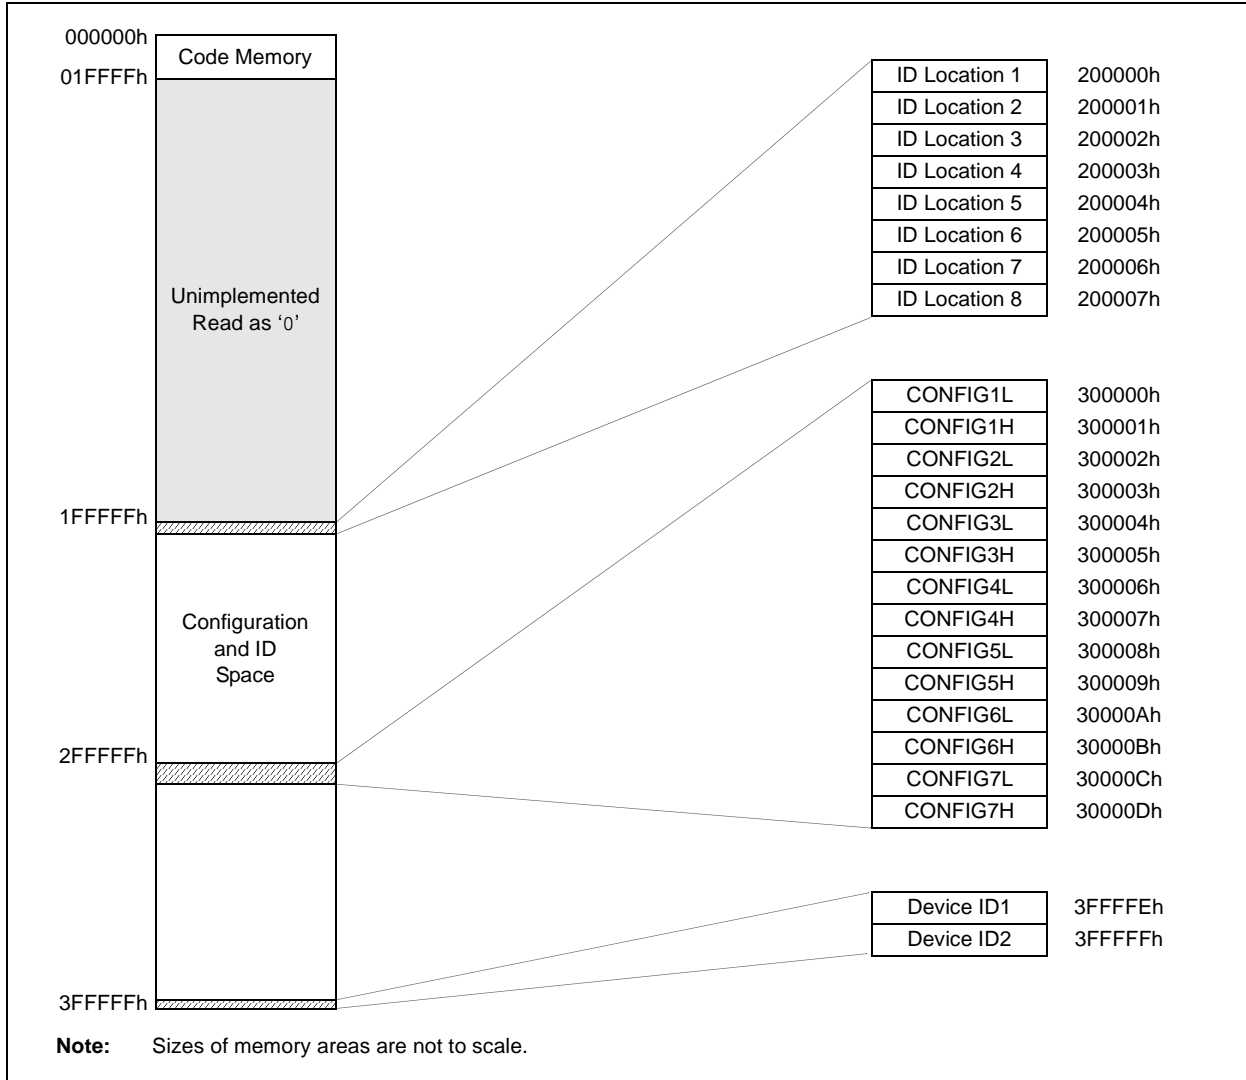 000000h
Code Memory
01FFFFh
Unimplemented
Read as ‘0’
1FFFFFh
Configuration
and ID
Space
2FFFFFh
3FFFFFh
ID Location 1 200000h
ID Location 2 200001h
ID Location 3 200002h
ID Location 4 200003h
ID Location 5 200004h
ID Location 6 200005h
ID Location 7 200006h
ID Location 8 200007h
CONFIG1L 300000h
CONFIG1H 300001h
CONFIG2L 300002h
CONFIG2H 300003h
CONFIG3L 300004h
CONFIG3H 300005h
CONFIG4L 300006h
CONFIG4H 300007h
CONFIG5L 300008h
CONFIG5H 300009h
CONFIG6L 30000Ah
CONFIG6H 30000Bh
CONFIG7L 30000Ch
CONFIG7H 30000Dh
Device ID1 3FFFFEh
Device ID2 3FFFFFh
Note: Sizes of memory areas are not to scale.